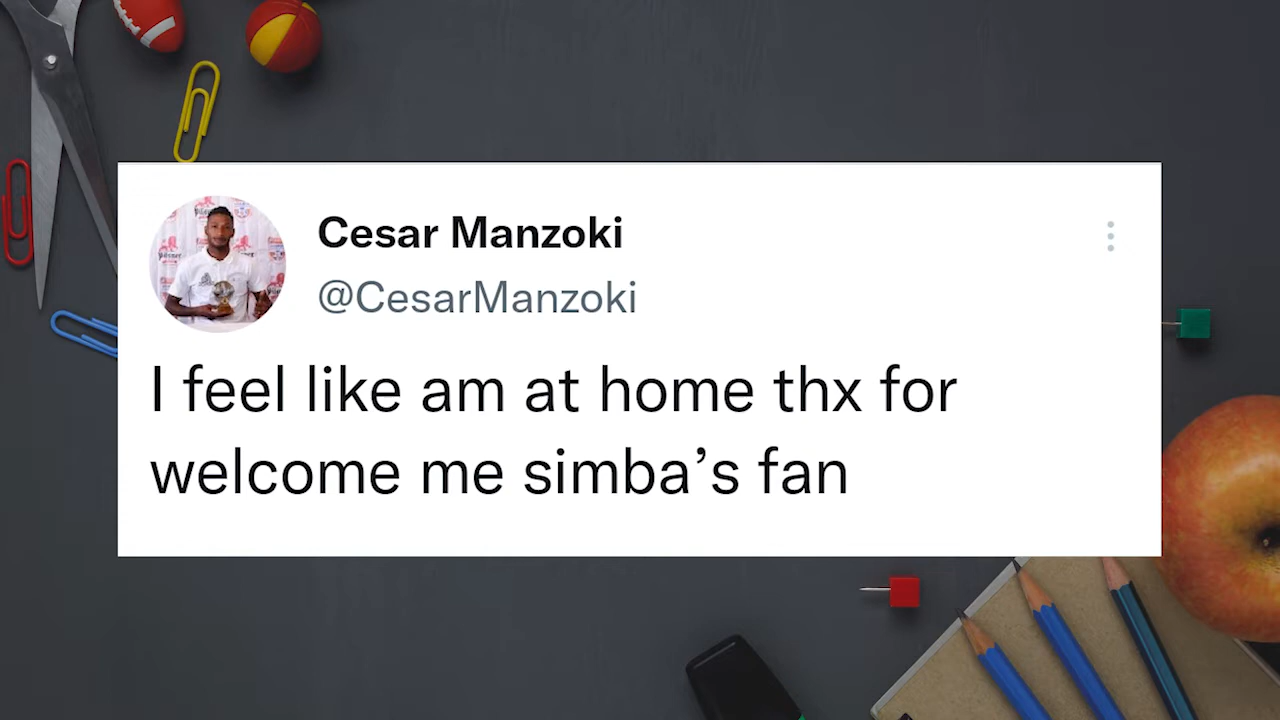 Cesar Manzoki
@CesarManzoki
I feel like am at home thx for
welcome me simba’s fan